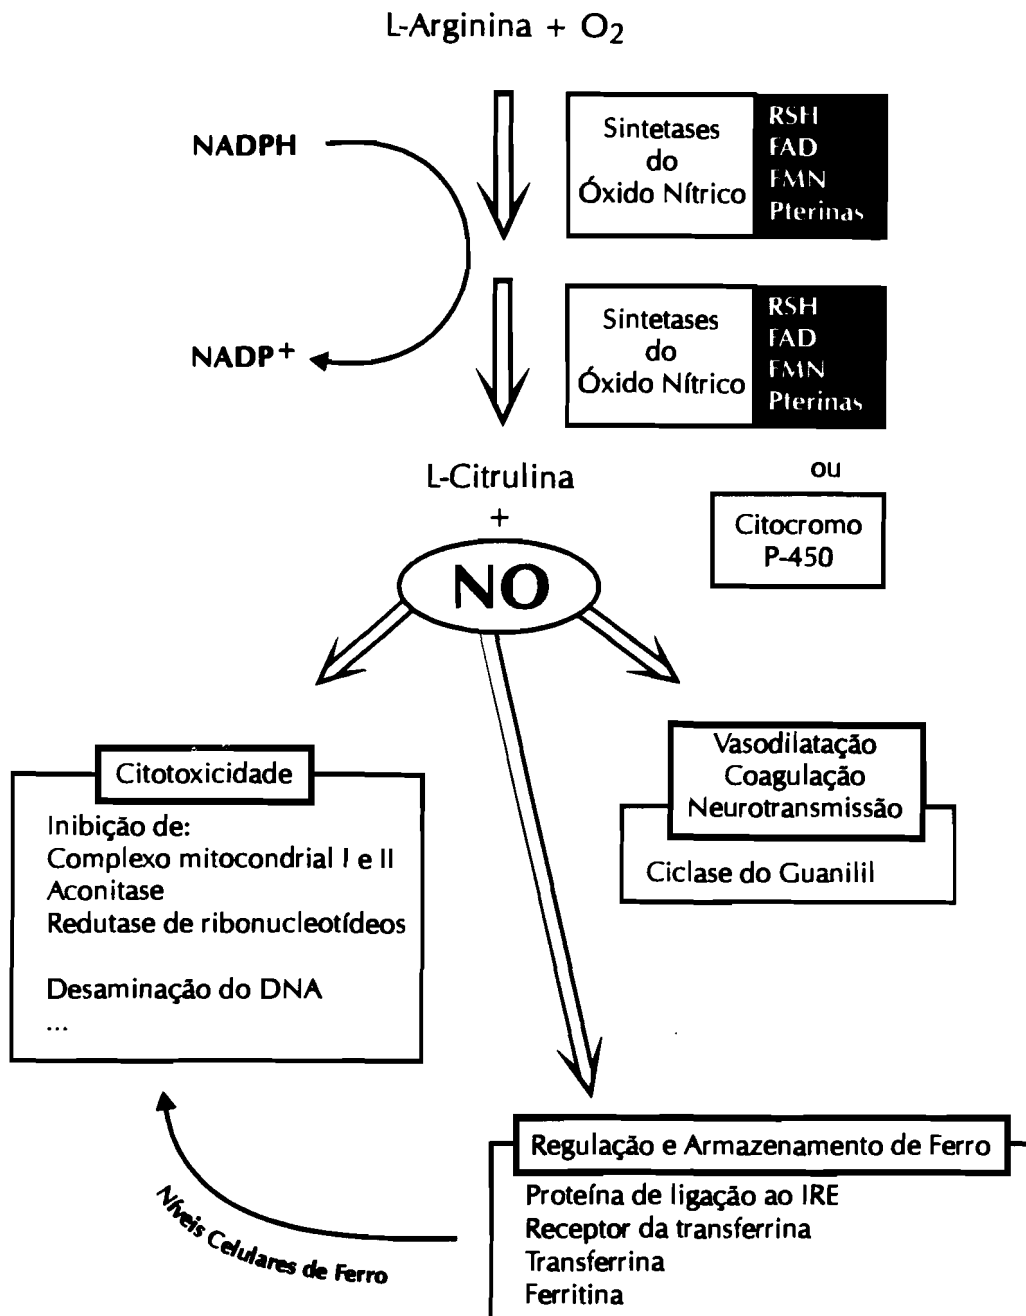 L-Arginina + O2
NADPH
Sintetases
do
Óxido Nítrico
RSH
FAD
FMN
Pterinas
NADP+
Sintetases
do
Óxido Nítrico
RSH
FAD
FMN
Pterinas
L-Citrulina
+
NO
ou
Citocromo
P-450
Citotoxicidade
Inibição de:
Complexo mitocondrial I e II
Aconitase
Redutase de ribonucleotídeos
Desaminação do DNA
...
Vasodilatação
Coagulação
Neurotransmissão
Ciclase do Guanilil
Regulação e Armazenamento de Ferro
Proteína de ligação ao IRE
Receptor da transferrina
Transferrina
Ferritina
Níveis Celulares de Ferro